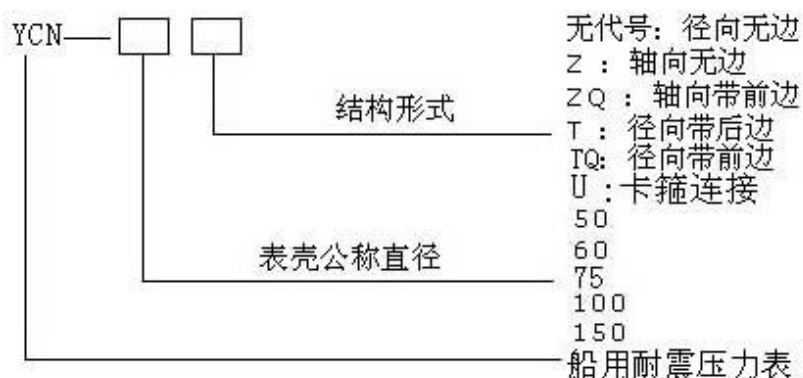 YCN
无代号: 径向无边
Z : 轴向无边
ZQ : 轴向带前边
结构形式
T : 径向带后边
TQ: 径向带前边
U :卡箍连接
50
60
表壳公称直径
75
100
150
船用耐震压力表